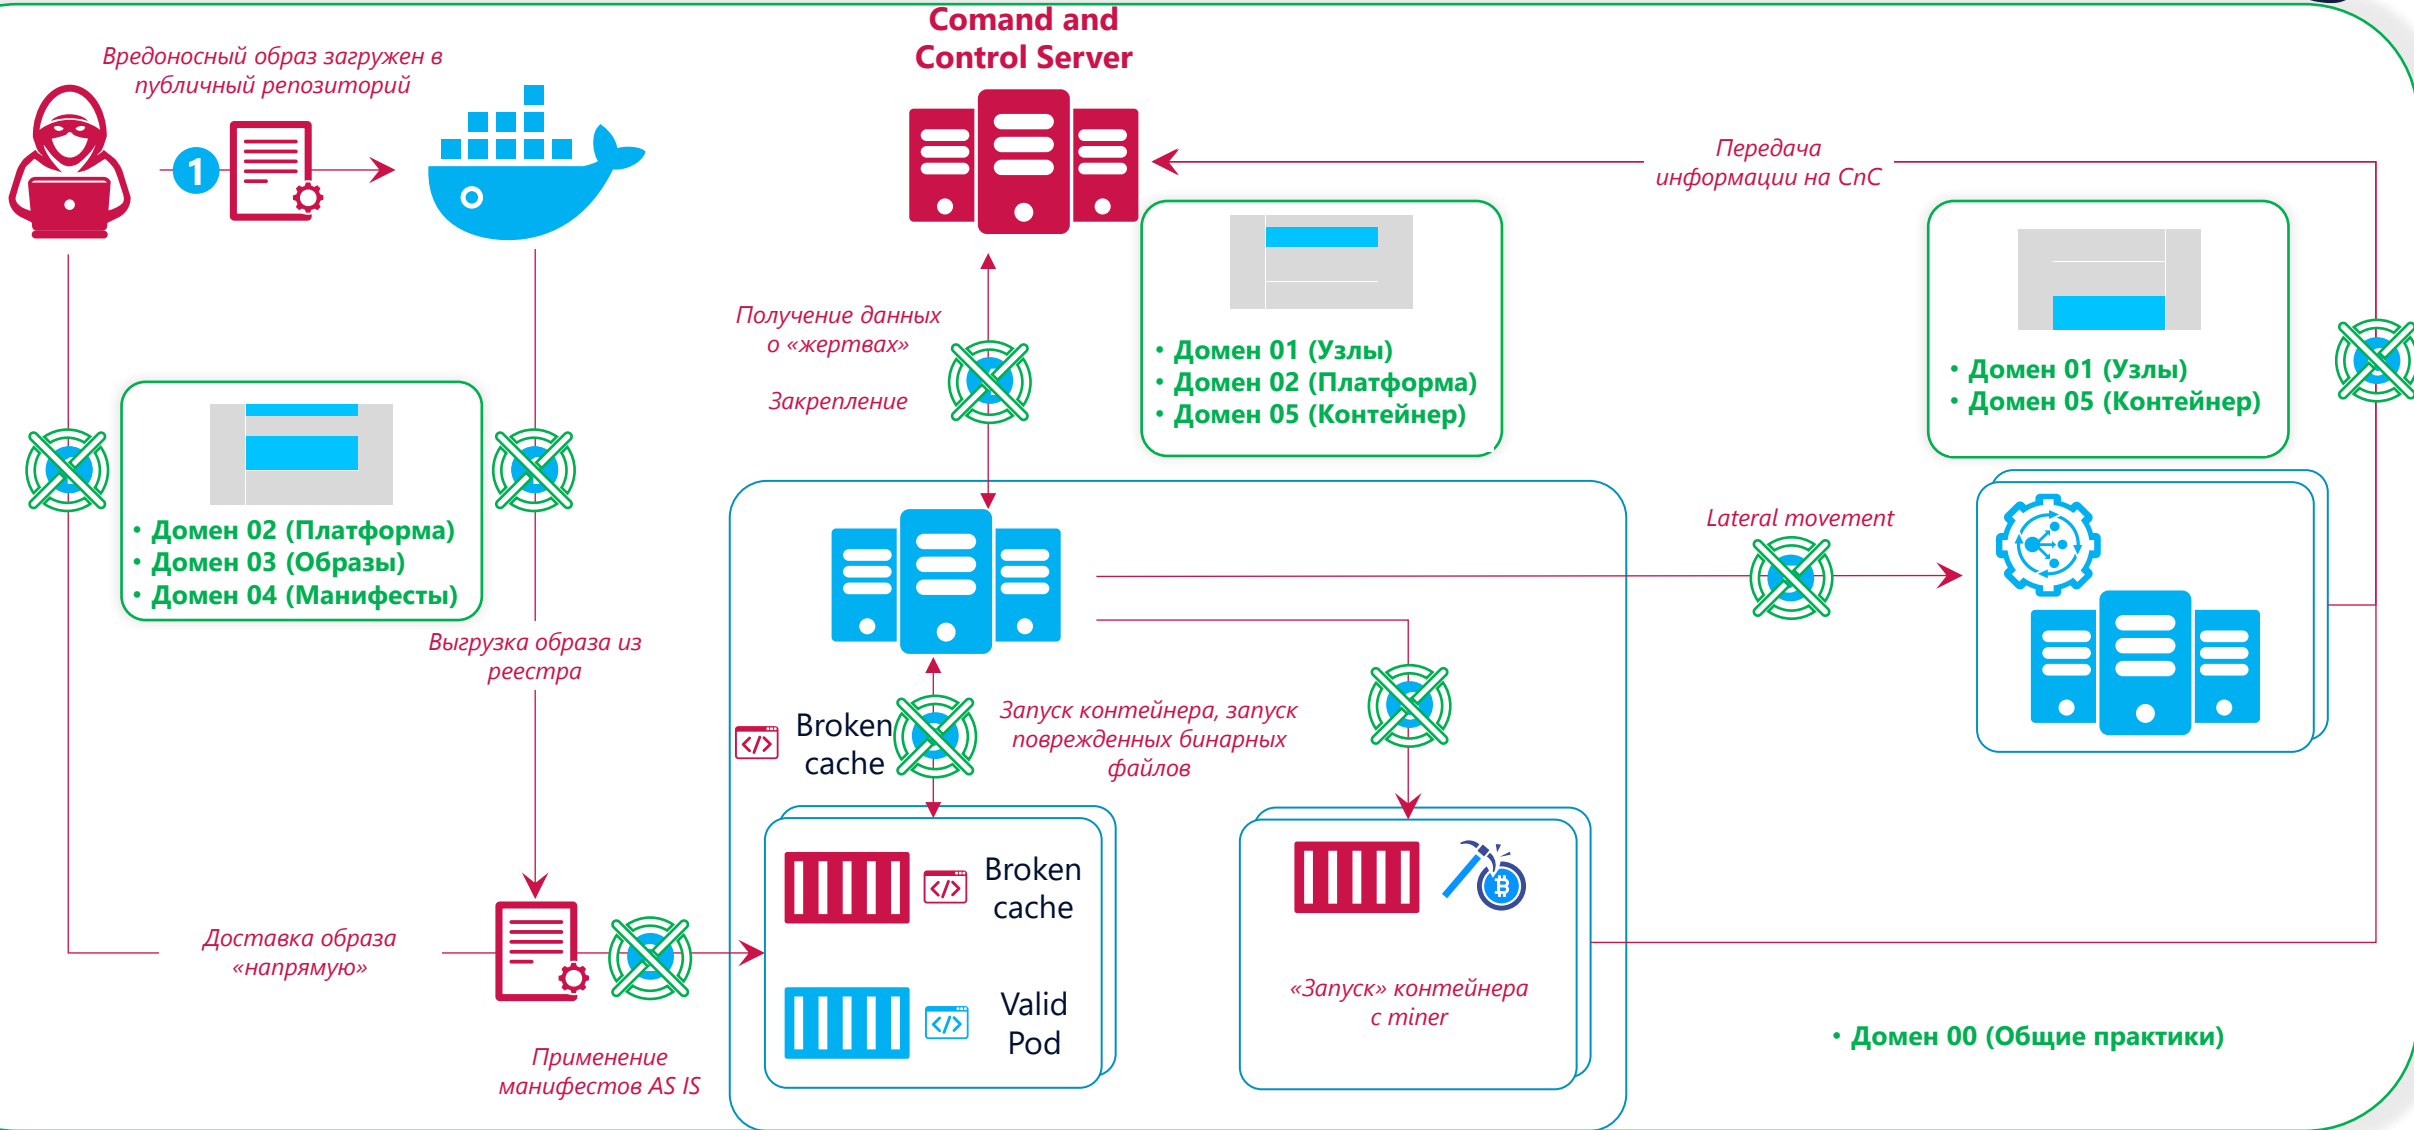 Comand and
Control Server
Вредоносный образ загружен в
публичный репозиторий
1
Передача
информации на CnC
Получение данных
о «жертвах»
Закрепление
• Домен 01 (Узлы)
• Домен 02 (Платформа)
• Домен 05 (Контейнер)
• Домен 01 (Узлы)
• Домен 05 (Контейнер)
• Домен 02 (Платформа)
• Домен 03 (Образы)
• Домен 04 (Манифесты)
Lateral movement
Выгрузка образа из
реестра
Broken
cache
Запуск контейнера, запуск
поврежденных бинарных
файлов
Broken
cache
Доставка образа
«напрямую»
«Запуск» контейнера
с miner
Valid
Pod
Применение
манифестов AS IS
• Домен 00 (Общие практики)